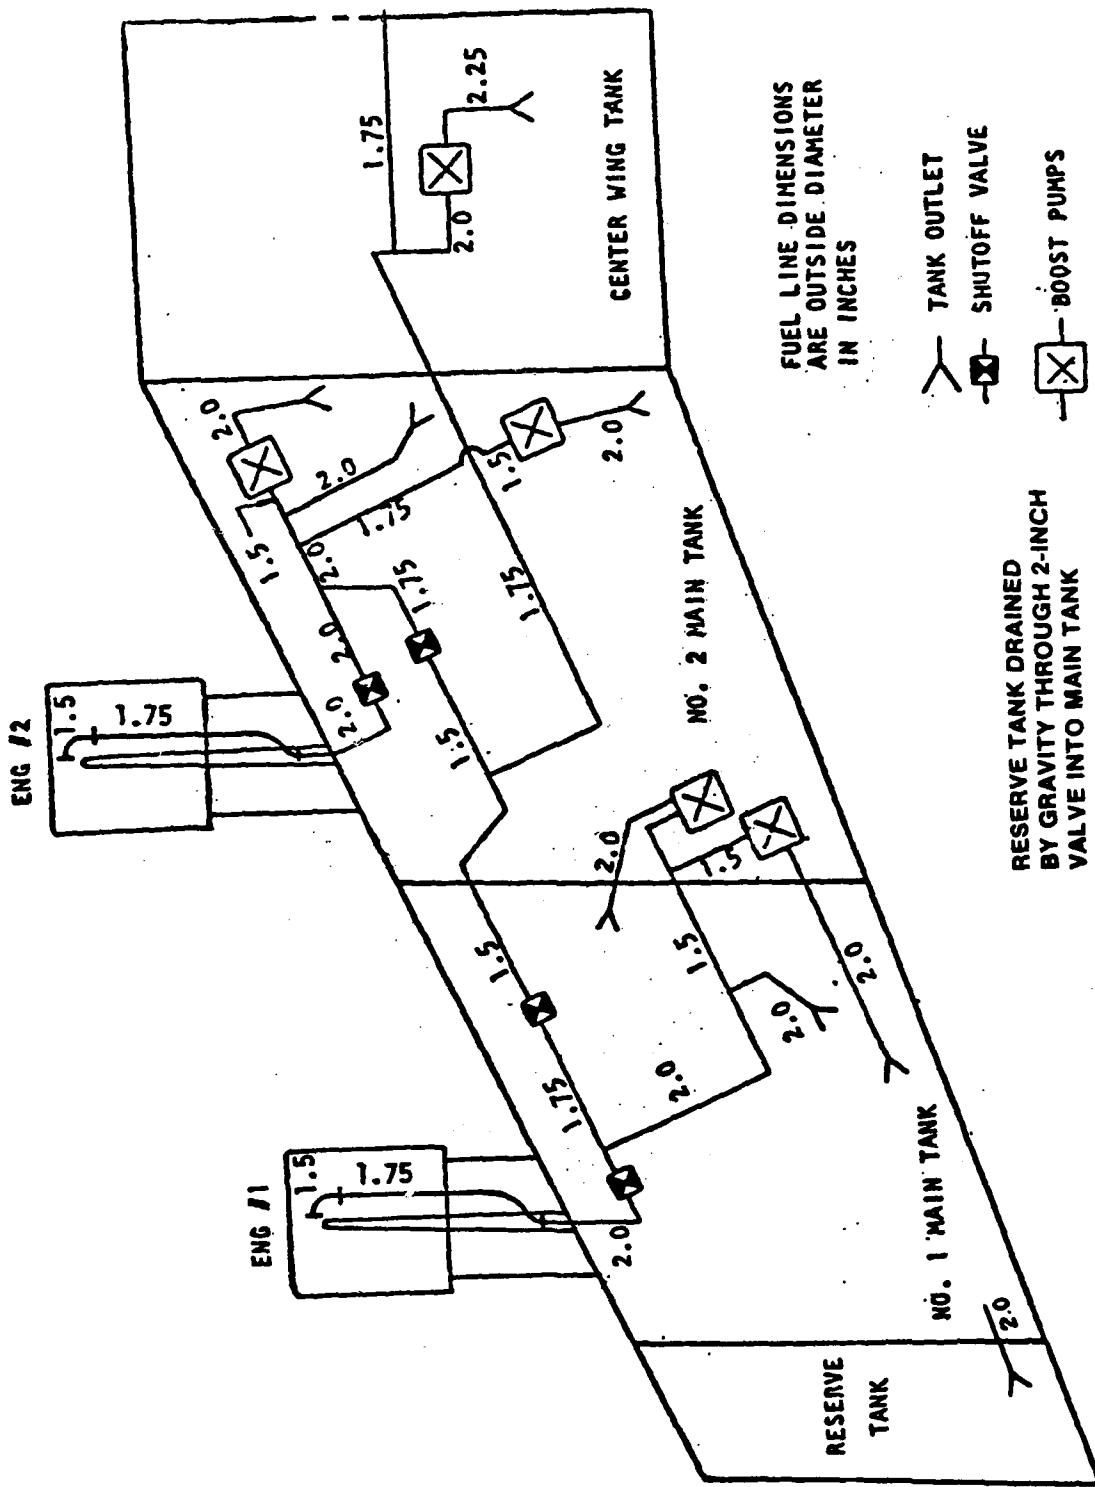 ENG #2
1.5
1.75
2.0
ENG #1
1.5
1.75
2.0
2.0
2.0
1.5
2.0
2.0
1.75
1.5
2.0
1.75
1.5
2.0
1.75
1.75
2.0
2.25
CENTER WING TANK
1.5
1.5
1.75
2.0
2.0
1.5
1.5
2.0
2.0
NO. 2 MAIN TANK
NO. 1 MAIN TANK
RESERVE
TANK
2.0
FUEL LINE DIMENSIONS
ARE OUTSIDE DIAMETER
IN INCHES
TANK OUTLET
SHUTOFF VALVE
BOOST PUMPS
RESERVE TANK DRAINED
BY GRAVITY THROUGH 2-INCH
VALVE INTO MAIN TANK